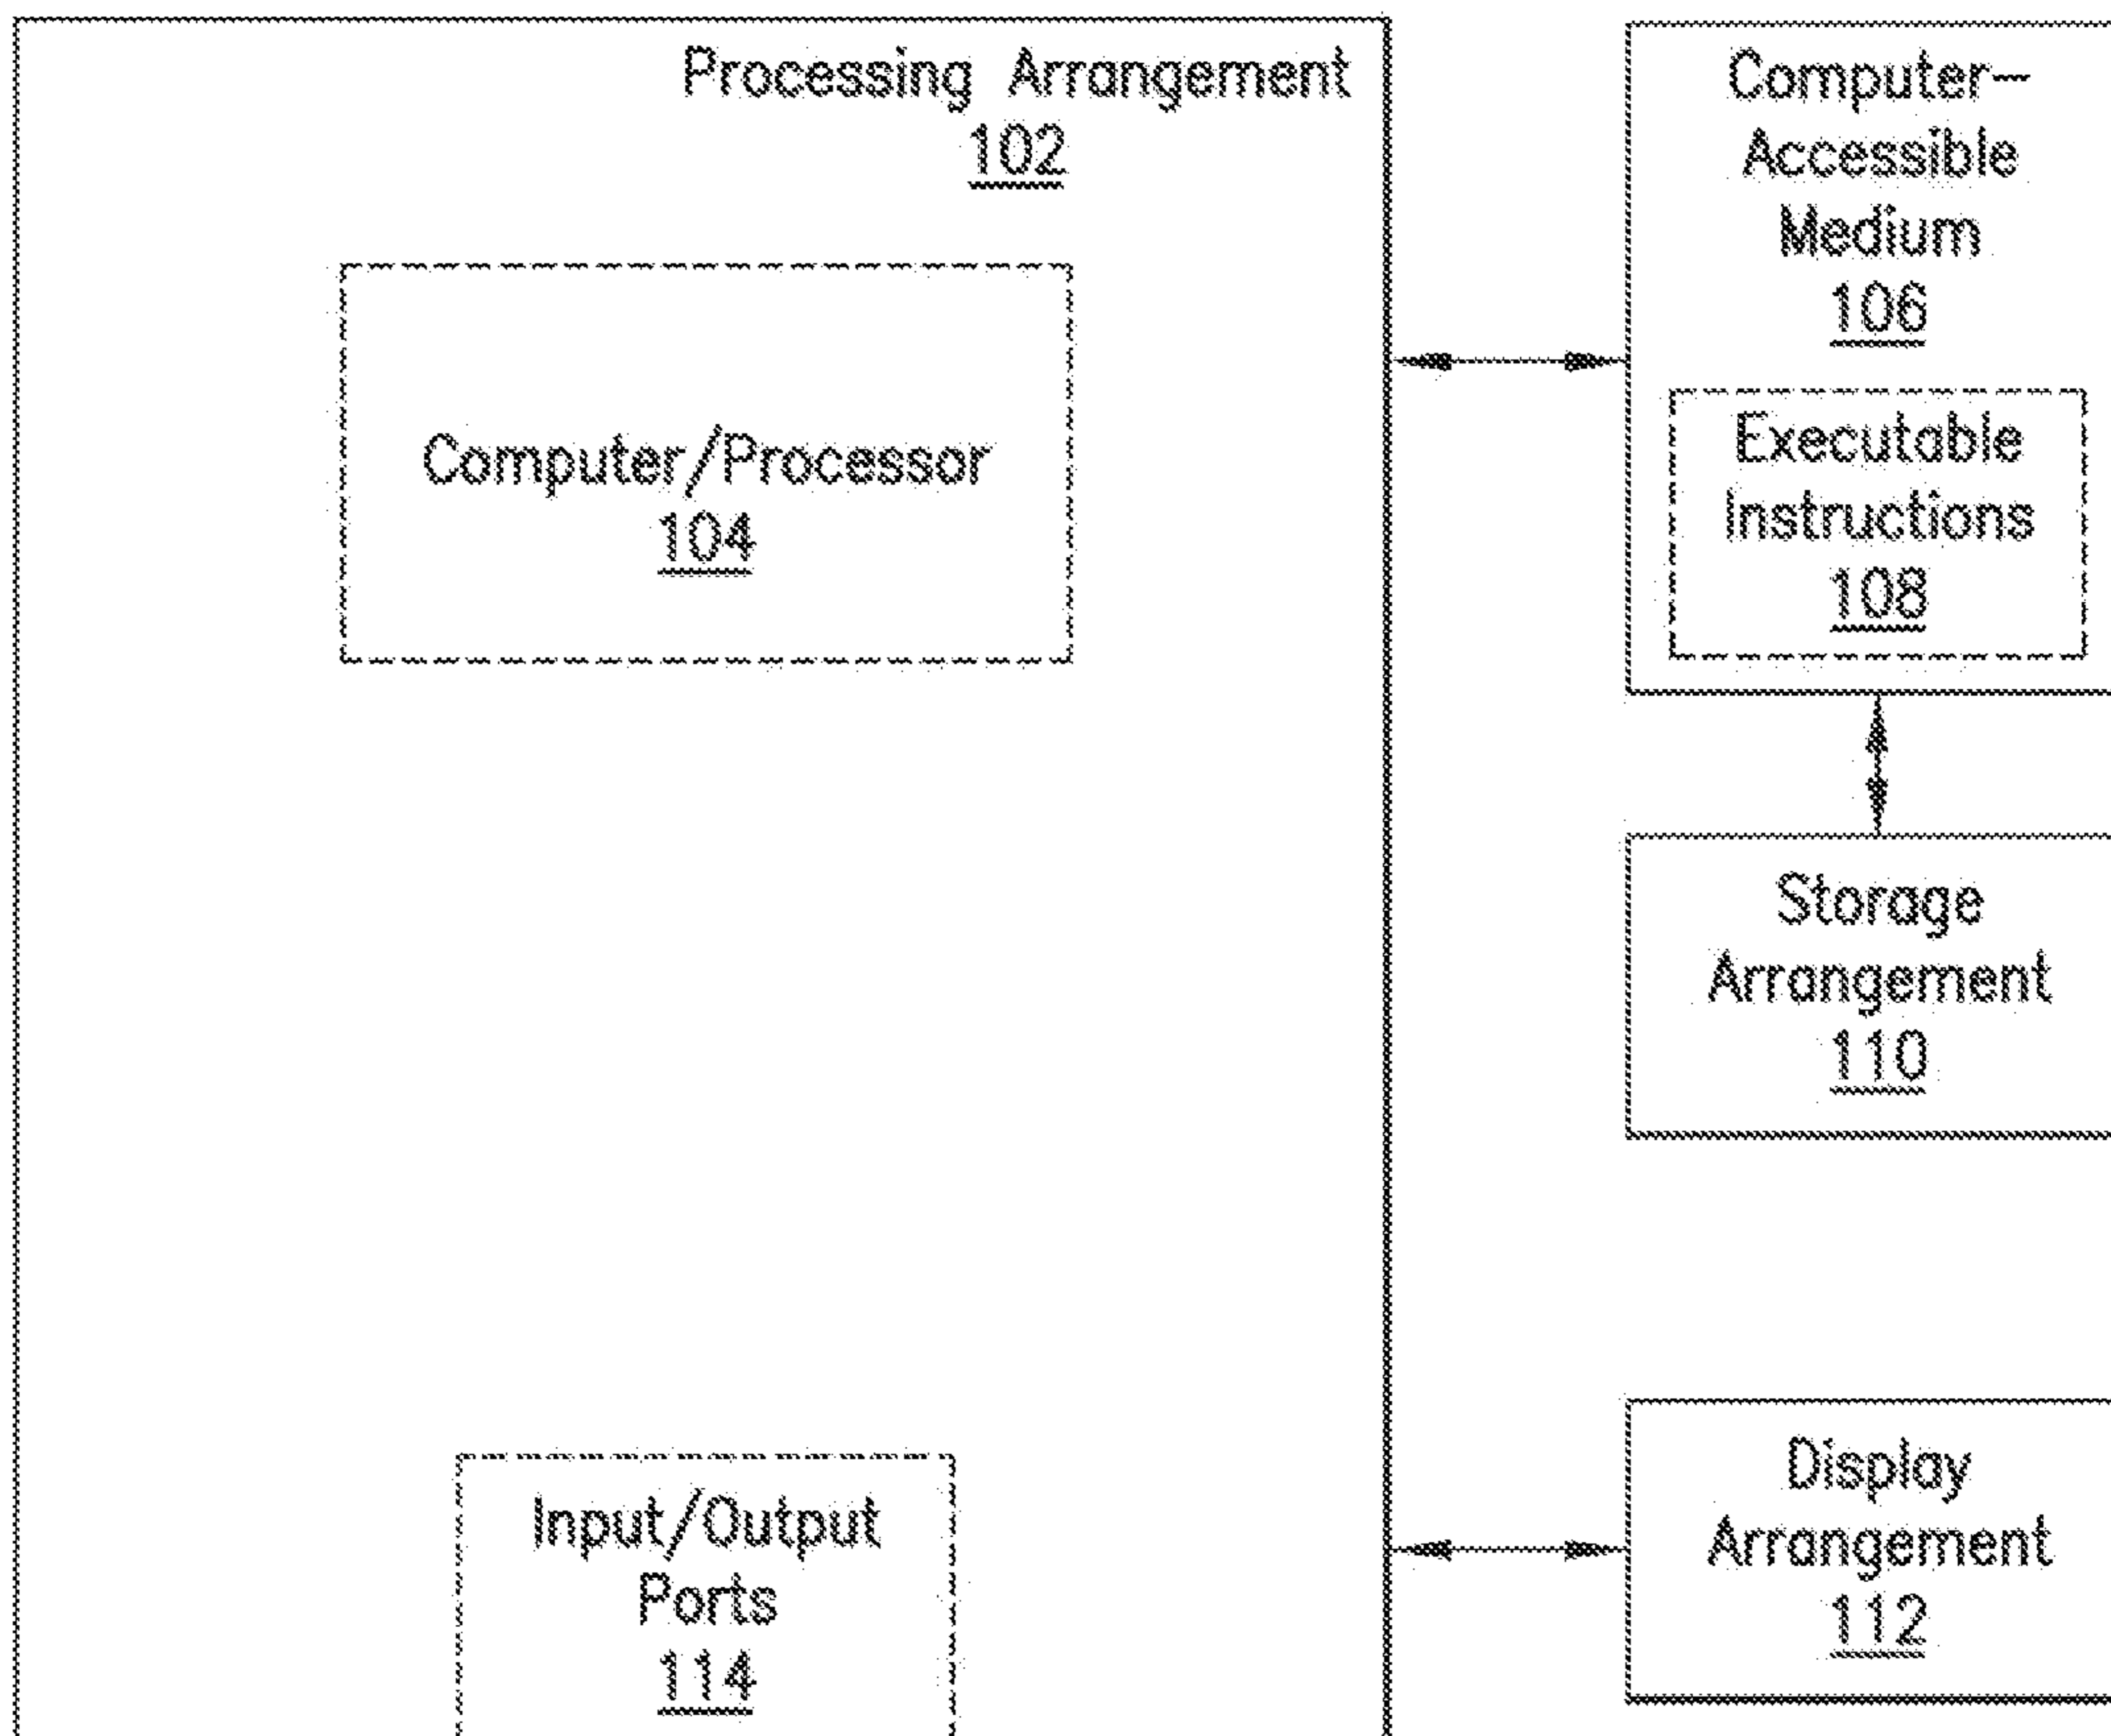 Processing Arrangement
102
Computer/Processor
104
Computer-
Accessible
Medium
106
Executable
Instructions
108
Storage
Arrangement
110
Input/Output
Ports
114
Display
Arrangement
112